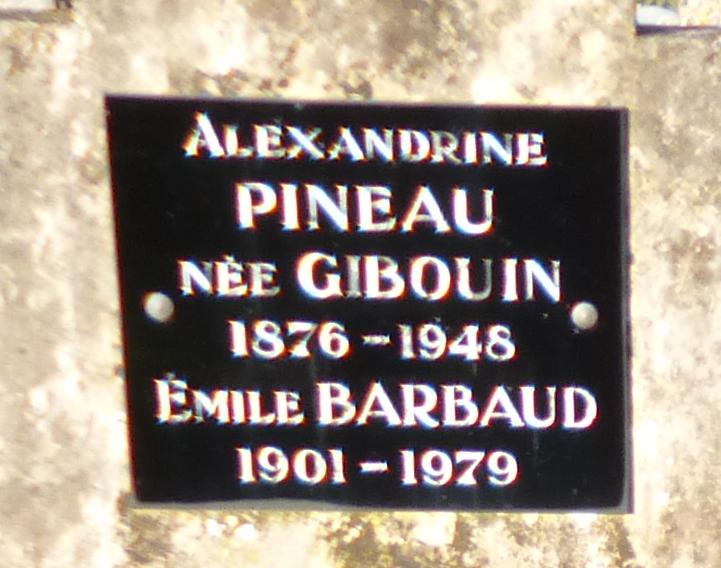 ALEXANDRINE
PINEAU
NÉE GIBOUIN
1876 - 1948
ÉMILE BARBAUD
1901 - 1979